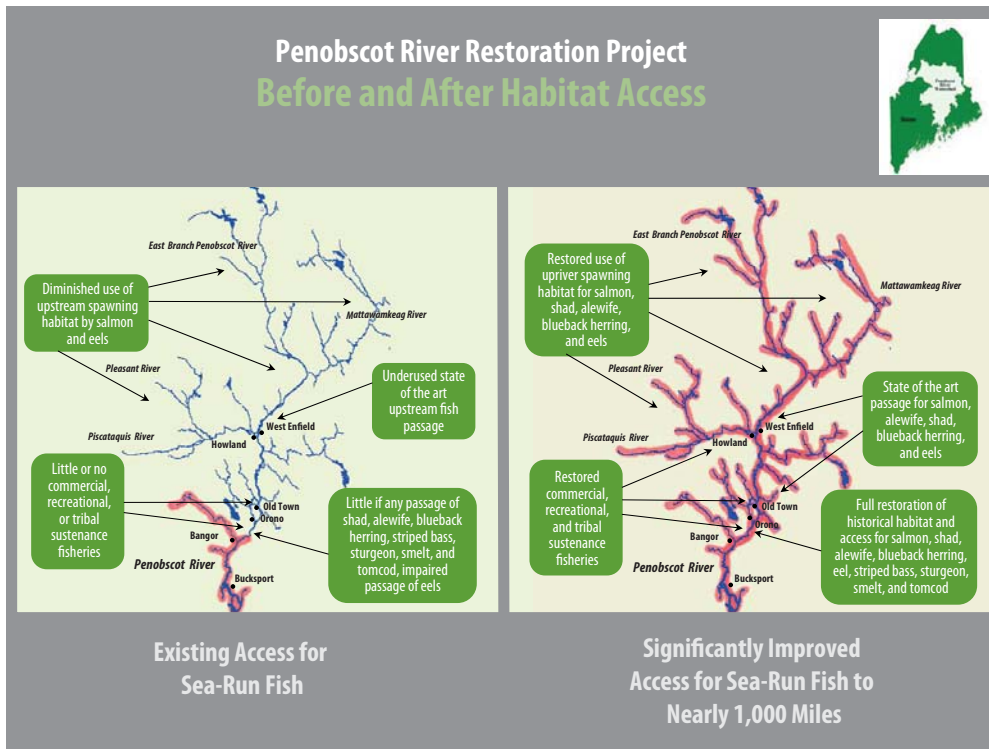 Penobscot River Restoration Project
Before and After Habitat Access
Penobscot
River
Watershed
East Branch Penobscot River
Diminished use of
upstream spawning
habitat by salmon
and eels
Mattawamkeag River
Pleasant River
Underused state
of the art
upstream fish
passage
West Enfield
Howland
Piscataquis River
Little or no
commercial,
recreational,
or tribal
sustenance
fisheries
Old Town
Orono
Bangor
Little if any passage of
shad, alewife, blueback
herring, striped bass,
sturgeon, smelt, and
tomcod, impaired
passage of eels
Penobscot River
Bucksport
Existing Access for
Sea-Run Fish
East Branch Penobscot River
Restored use of
upriver spawning
habitat for salmon,
shad, alewife,
blueback herring,
and eels
Mattawamkeag River
Pleasant River
State of the art
passage for salmon,
alewife, shad,
blueback herring,
and eels
West Enfield
Howland
Piscataquis River
Restored
commercial,
recreational,
and tribal
sustenance
fisheries
Old Town
Orono
Bangor
Full restoration of
historical habitat and
access for salmon, shad,
alewife, blueback herring,
eel, striped bass, sturgeon,
smelt, and tomcod
Penobscot River
Bucksport
Significantly Improved
Access for Sea-Run Fish to
Nearly 1,000 Miles